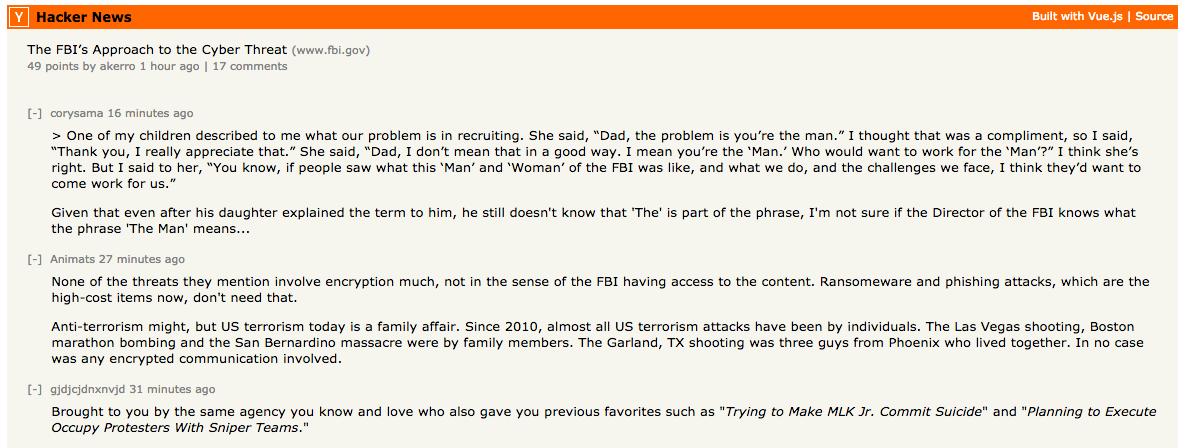 Y Hacker News Built with Vue.js | Source
The FBI’s Approach to the Cyber Threat (www.fbi.gov)
49 points by akerro 1 hour ago | 17 comments
[-] corysama 16 minutes ago
> One of my children described to me what our problem is in recruiting. She said, “Dad, the problem is you’re the man.” I thought that was a compliment, so I said,
“Thank you, I really appreciate that.” She said, “Dad, I don’t mean that in a good way. I mean you’re the ‘Man.’ Who would want to work for the ‘Man’?” I think she’s
right. But I said to her, “You know, if people saw what this ‘Man’ and ‘Woman’ of the FBI was like, and what we do, and the challenges we face, I think they’d want to
come work for us.”
Given that even after his daughter explained the term to him, he still doesn't know that 'The' is part of the phrase, I'm not sure if the Director of the FBI knows what
the phrase 'The Man' means...
[-] Animats 27 minutes ago
None of the threats they mention involve encryption much, not in the sense of the FBI having access to the content. Ransomeware and phishing attacks, which are the
high-cost items now, don't need that.
Anti-terrorism might, but US terrorism today is a family affair. Since 2010, almost all US terrorism attacks have been by individuals. The Las Vegas shooting, Boston
marathon bombing and the San Bernardino massacre were by family members. The Garland, TX shooting was three guys from Phoenix who lived together. In no case
was any encrypted communication involved.
[-] gjdjcjdnxnvjd 31 minutes ago
Brought to you by the same agency you know and love who also gave you previous favorites such as "Trying to Make MLK Jr. Commit Suicide" and "Planning to Execute
Occupy Protesters With Sniper Teams."